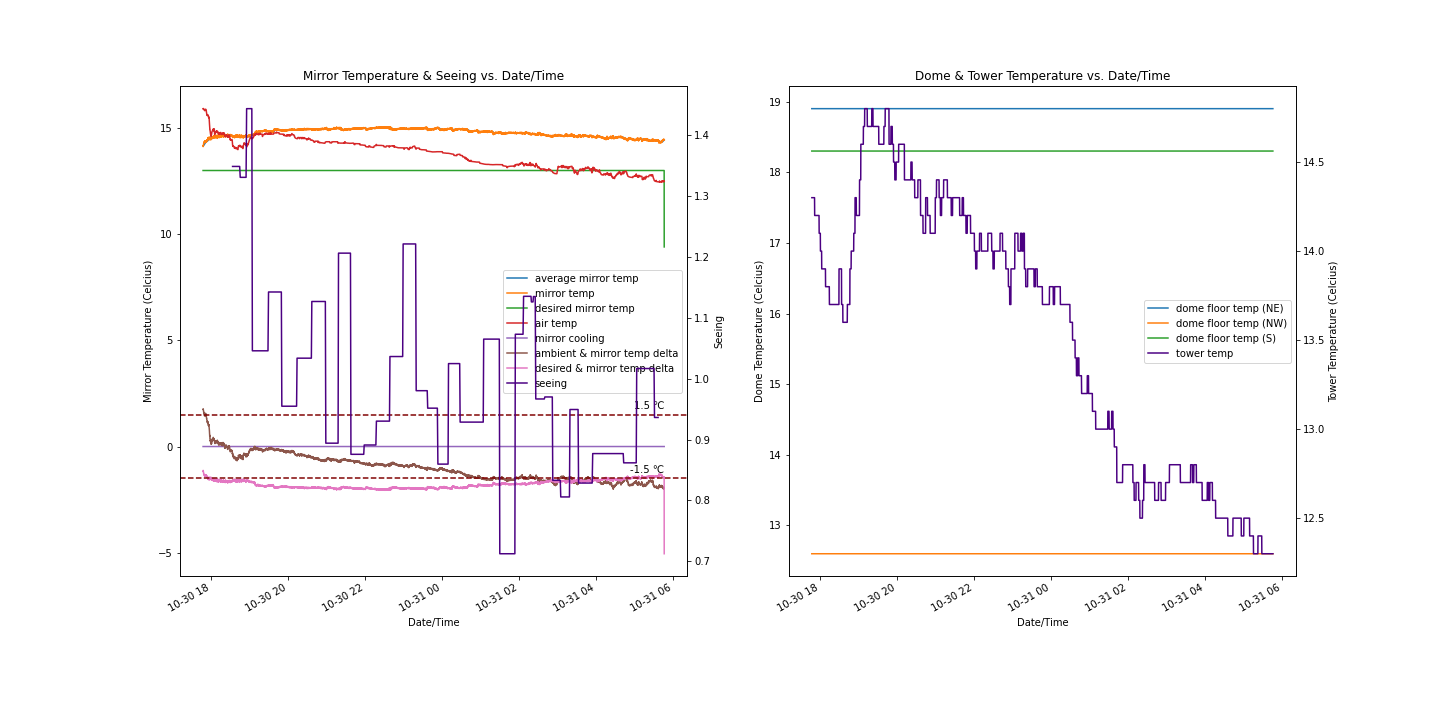 Mirror Temperature & Seeing vs. Date/Time
Mirror Temperature (Celcius)
15
10
5
0
−5
1.4
1.3
1.2
1.1
1.0
0.9
0.8
0.7
Seeing
average mirror temp
mirror temp
desired mirror temp
air temp
mirror cooling
ambient & mirror temp delta
desired & mirror temp delta
seeing
1.5 °C
-1.5 °C
10-30 18
10-30 20
10-30 22
10-31 00
10-31 02
10-31 04
10-31 06
Date/Time
Dome & Tower Temperature vs. Date/Time
Dome Temperature (Celcius)
19
18
17
16
15
14
13
14.5
14.0
13.5
13.0
12.5
Tower Temperature (Celcius)
dome floor temp (NE)
dome floor temp (NW)
dome floor temp (S)
tower temp
10-30 18
10-30 20
10-30 22
10-31 00
10-31 02
10-31 04
10-31 06
Date/Time